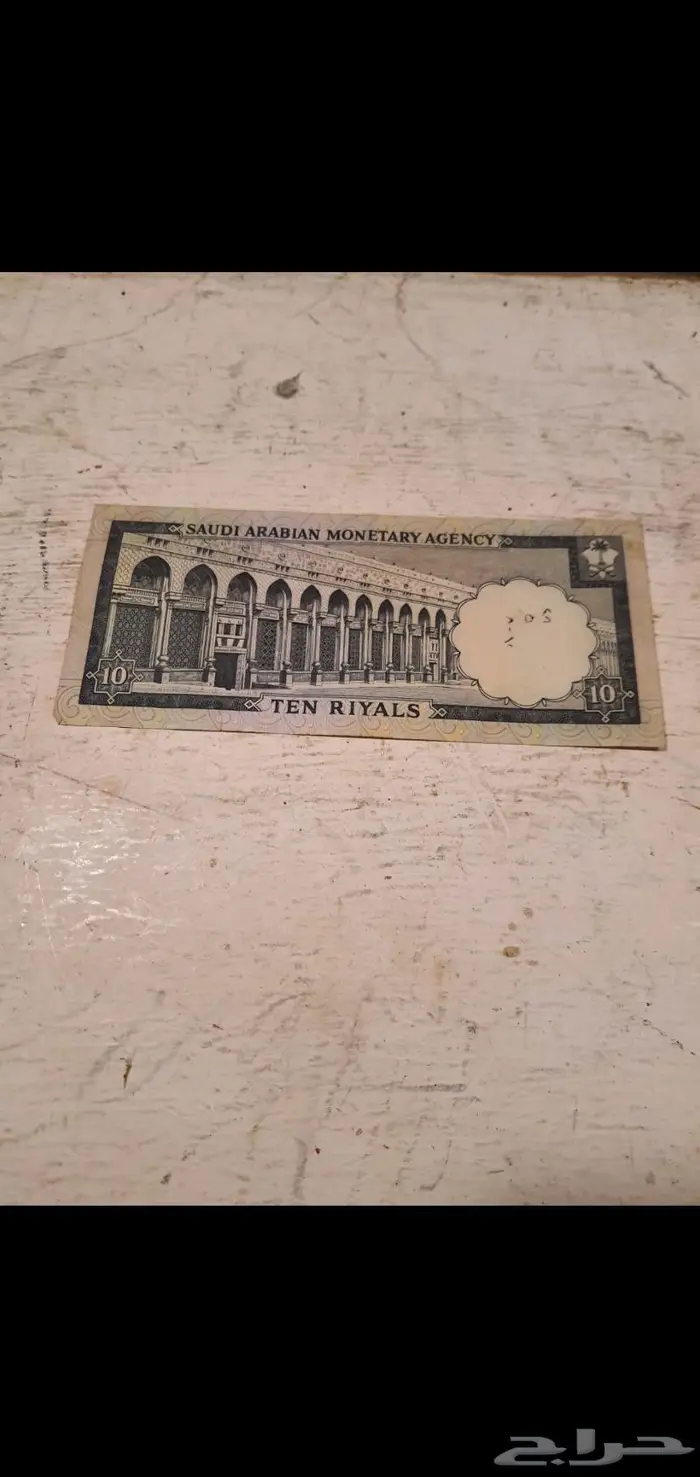 SAUDI ARABIAN MONETARY AGENCY
10
10
TEN RIYALS
حراج